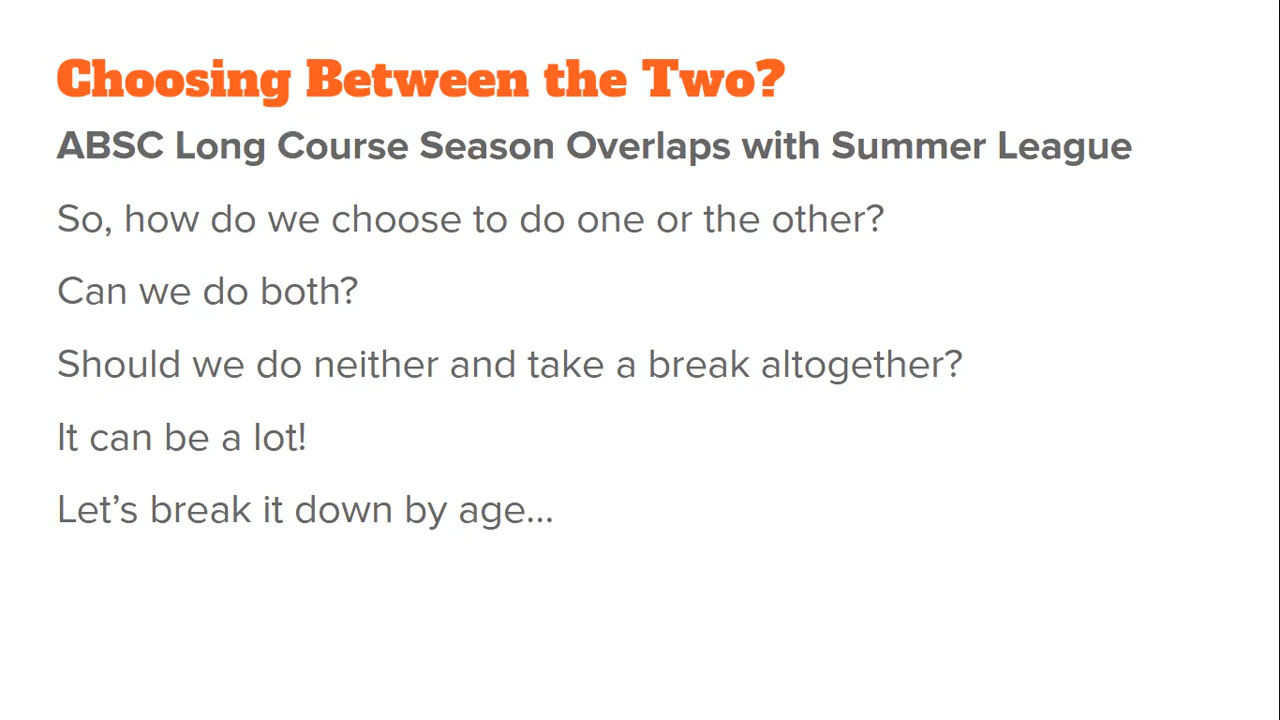 Choosing Between the Two?
ABSC Long Course Season Overlaps with Summer League
So, how do we choose to do one or the other?
Can we do both?
Should we do neither and take a break altogether?
It can be a lot!
Let’s break it down by age...